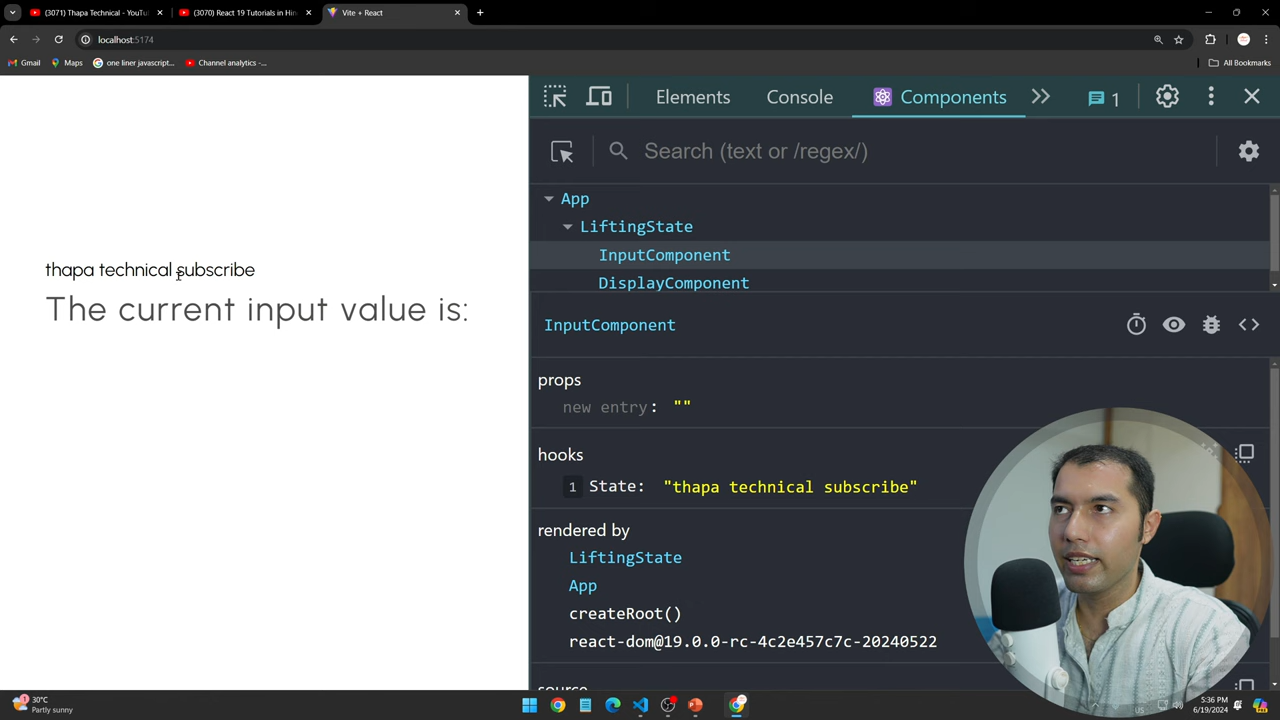 (3071) Thapa Technical - YouTu
(3070) React 19 Tutorials in Hin
Vite + React
localhost:5174
Gmail
Maps
one liner javascript...
Channel analytics -...
All Bookmarks
Elements
Console
Components
1
Search (text or /regex/)
App
LiftingState
InputComponent
DisplayComponent
thapa technical subscribe
The current input value is:
InputComponent
props
new entry: ""
hooks
1 State: "thapa technical subscribe"
rendered by
LiftingState
App
createRoot()
react-dom@19.0.0-rc-4c2e457c7c-20240522
30°C
Partly sunny
5:36 PM
6/19/2024